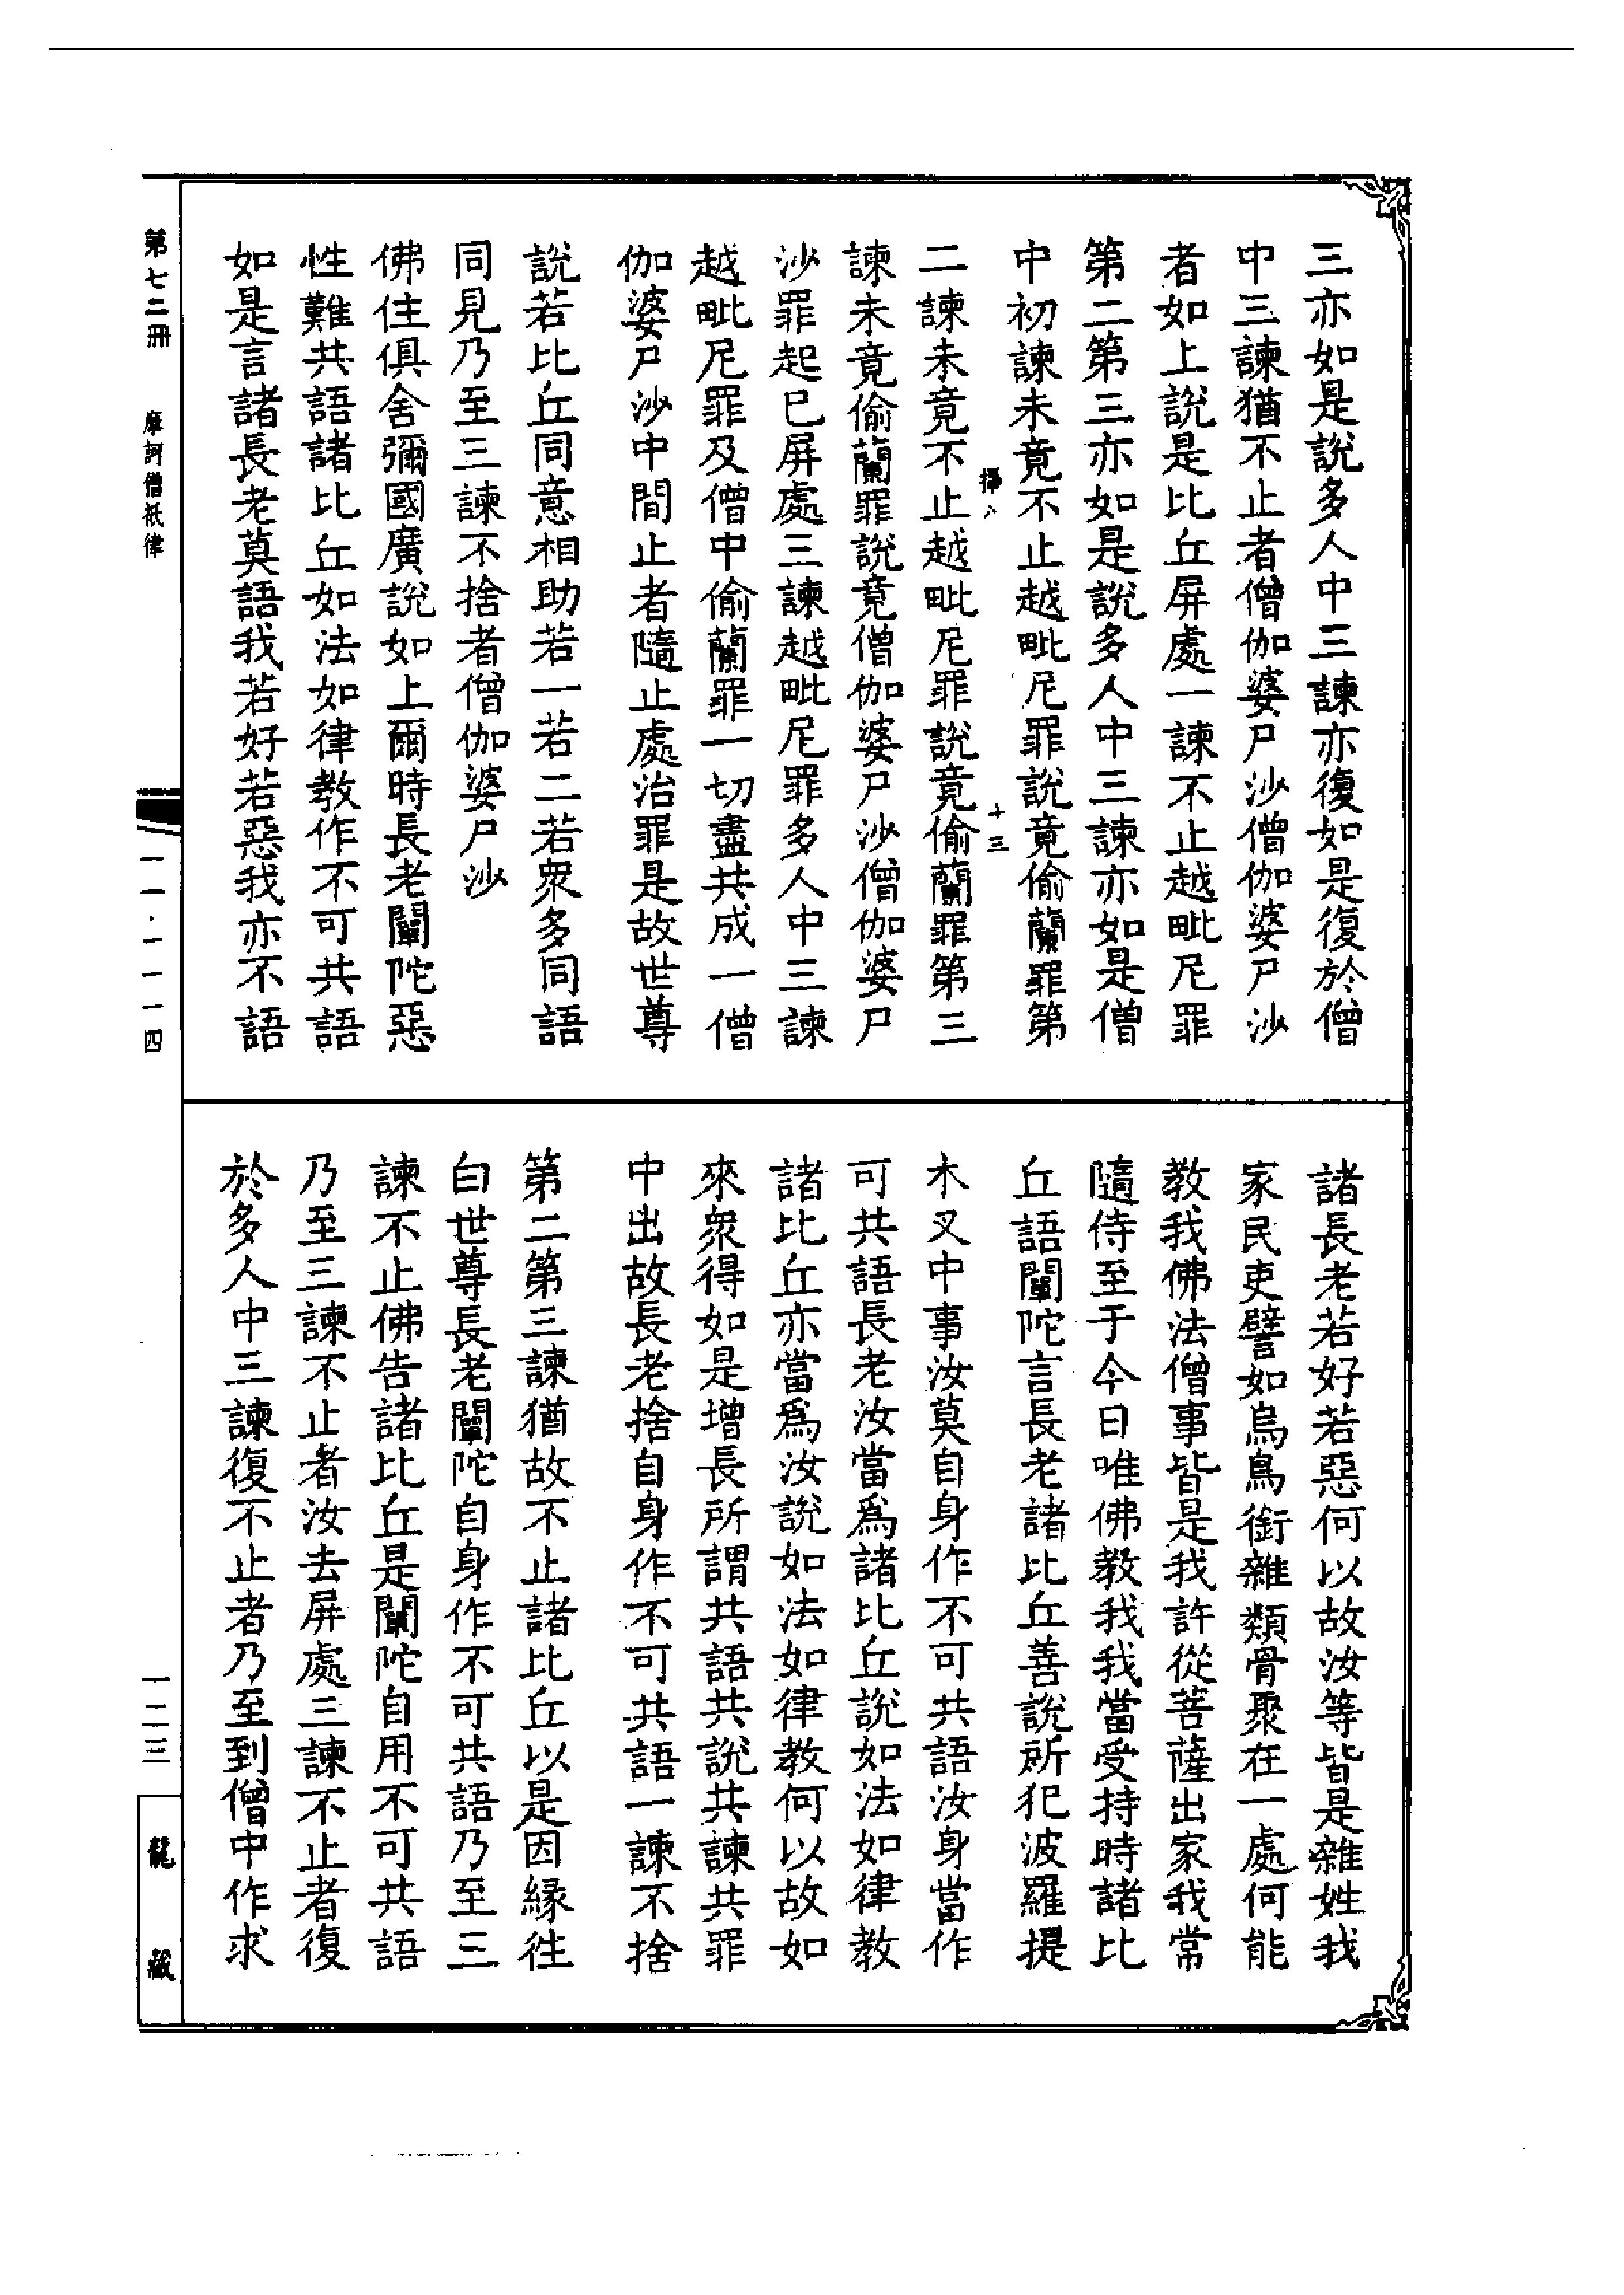 三亦如是說多人中三諫亦復如是復於僧
中三諫猶不止者僧伽婆尸沙僧伽婆尸沙
者如上說是比丘屏處一諫不止越毗尼罪
第二第三亦如是說多人中三諫亦如是僧
中初諫未竟不止越毗尼罪說竟偷蘭罪第
十三
二諫未竟不止越毗尼罪說竟偷蘭罪第三
諫未竟偷蘭罪說竟僧伽婆尸沙僧伽婆尸
沙罪起已屏處三諫越毗尼罪多人中三諫
越毗尼罪及僧中偷蘭罪一切盡共成一僧
伽婆尸沙中間止者隨止處治罪是故世尊
說若比丘同意相助若一若二若衆多同語
同見乃至三諫不捨者僧伽婆尸沙
佛住俱舍彌國廣說如上爾時長老闡陀惡
性難共語諸比丘如法如律教作不可共語
如是言諸長老莫語我若好若惡我亦不語
諸長老若好若惡何以故汝等皆是雜姓我
家民吏譬如烏鳥銜雜類骨聚在一處何能
教我佛法僧事皆是我許從菩薩出家我常
隨侍至于今日唯佛教我我當受持時諸比
丘語闡陀言長老諸比丘善說所犯波羅提
木叉中事汝莫自身作不可共語汝身當作
可共語長老汝當爲諸比丘說如法如律教
諸比丘亦當爲汝說如法如律教何以故如
來衆得如是增長所謂共語共說共諫共罪
中出故長老捨自身作不可共語一諫不捨
第二第三諫猶故不止諸比丘以是因緣往
白世尊長老闡陀自身作不可共語乃至三
諫不止佛告諸比丘是闡陀自用不可共語
乃至三諫不止者汝去屏處三諫不止者復
於多人中三諫復不止者乃至到僧中作求
第七二冊　摩訶僧祇律
一一·一一一四
一二三
龍藏